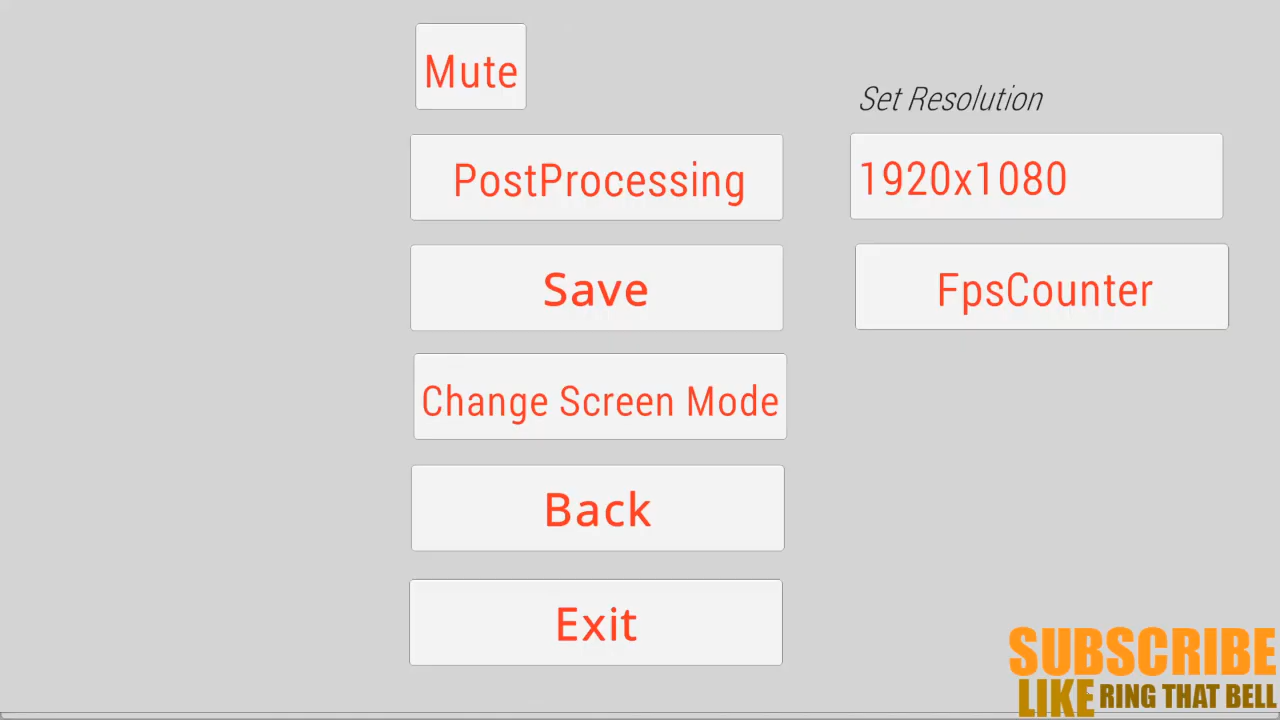 Mute
Set Resolution
PostProcessing
1920x1080
Save
FpsCounter
Change Screen Mode
Back
Exit
SUBSCRIBE
LIKE RING THAT BELL